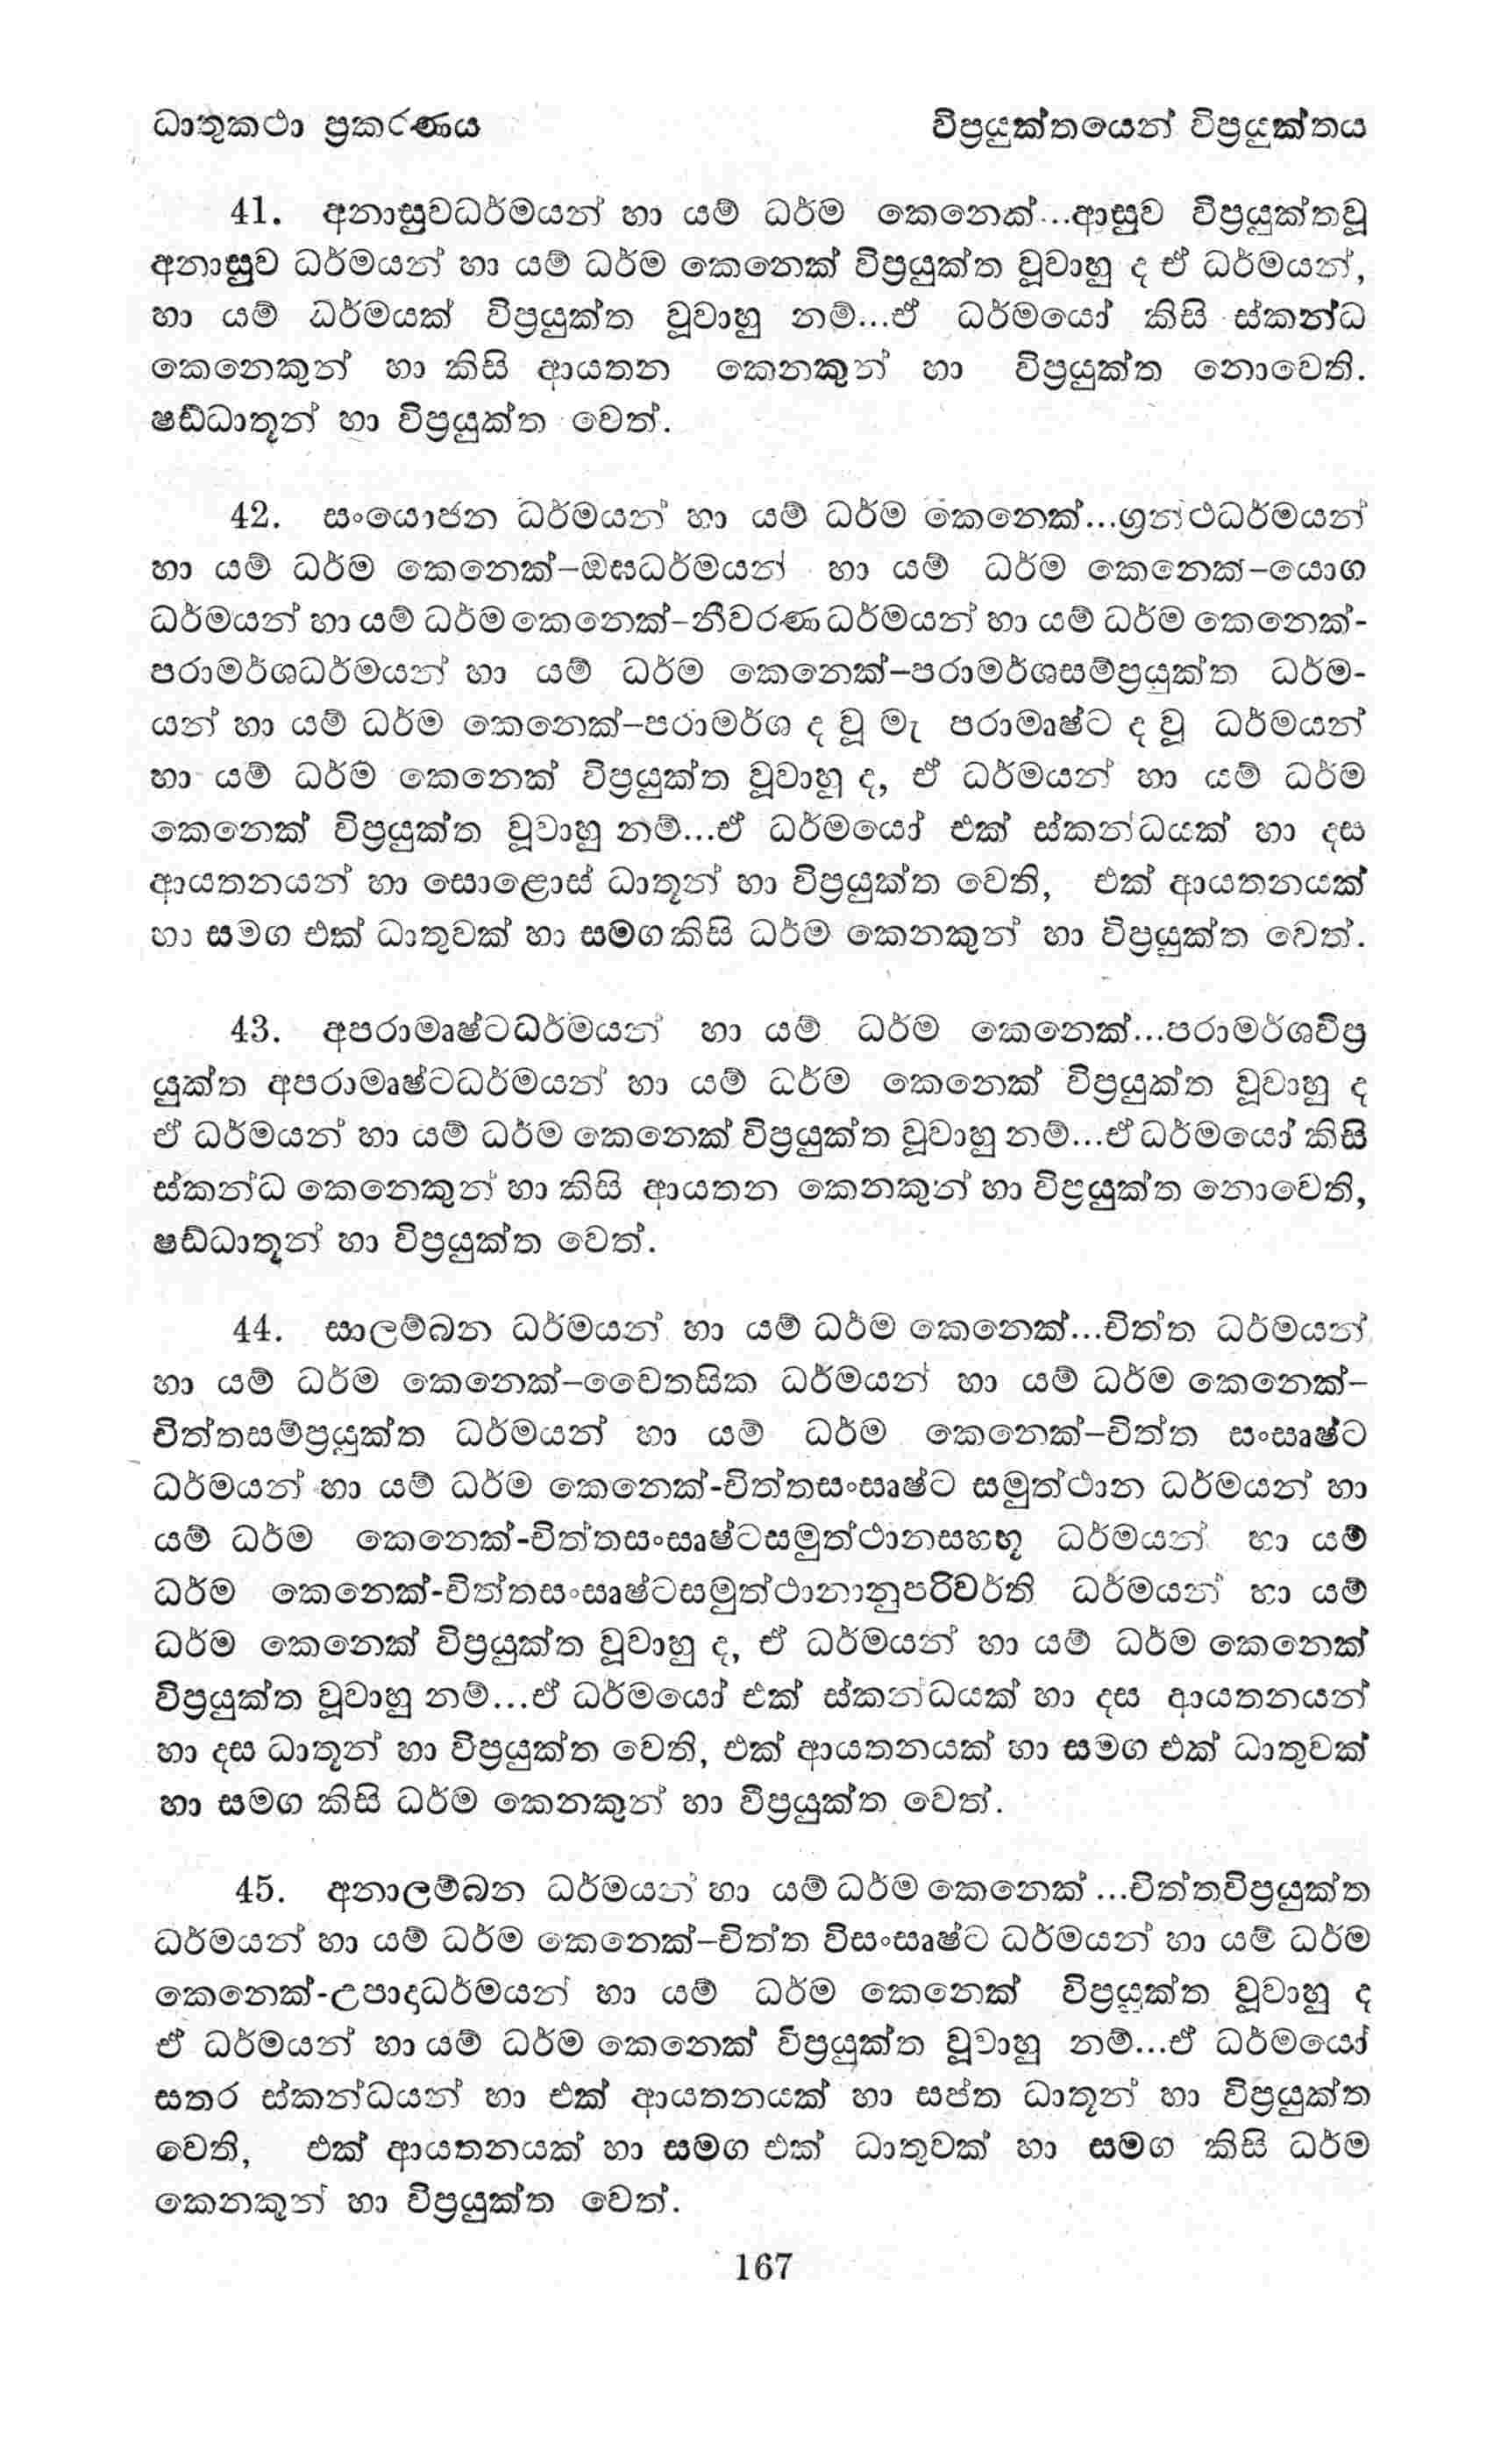 ධාතුකථා ප්‍රකරණය විප්‍රයුක්තයෙන් විප්‍රයුක්තය
41. අනාස්‍රවධර්මයන් හා යම් ධර්ම කෙනෙක්...ආස්‍රව විප්‍රයුක්තවූ
අනාස්‍රව ධර්මයන් හා යම් ධර්ම කෙනෙක් විප්‍රයුක්ත වූවාහු ද ඒ ධර්මයන්,
හා යම් ධර්මයක් විප්‍රයුක්ත වූවාහු නම්...ඒ ධර්මයෝ කිසි ස්කන්ධ
කෙනෙකුන් හා කිසි ආයතන කෙනකුන් හා විප්‍රයුක්ත නොවෙති.
ෂඩ්ධාතූන් හා විප්‍රයුක්ත වෙත්.
42. සංයොජන ධර්මයන් හා යම් ධර්ම කෙනෙක්...ග්‍රන්ථධර්මයන්
හා යම් ධර්ම කෙනෙක්–ඔඝධර්මයන් හා යම් ධර්ම කෙනෙක්–යොග
ධර්මයන් හා යම් ධර්ම කෙනෙක්–නීවරණ ධර්මයන් හා යම් ධර්ම කෙනෙක්-
පරාමර්ශධර්මයන් හා යම් ධර්ම කෙනෙක්–පරාමර්ශසම්ප්‍රයුක්ත ධර්ම-
යන් හා යම් ධර්ම කෙනෙක්–පරාමර්ශ ද වූ මැ පරාමෘෂ්ට ද වූ ධර්මයන්
හා යම් ධර්ම කෙනෙක් විප්‍රයුක්ත වූවාහු ද, ඒ ධර්මයන් හා යම් ධර්ම
කෙනෙක් විප්‍රයුක්ත වූවාහු නම්...ඒ ධර්මයෝ එක් ස්කන්ධයක් හා දස
ආයතනයන් හා සොළොස් ධාතූන් හා විප්‍රයුක්ත වෙති, එක් ආයතනයක්
හා සමග එක් ධාතුවක් හා සමග කිසි ධර්ම කෙනකුන් හා විප්‍රයුක්ත වෙත්.
43. අපරාමෘෂ්ටධර්මයන් හා යම් ධර්ම කෙනෙක්...පරාමර්ශවිප්‍ර
යුක්ත අපරාමෘෂ්ටධර්මයන් හා යම් ධර්ම කෙනෙක් විප්‍රයුක්ත වූවාහු ද
ඒ ධර්මයන් හා යම් ධර්ම කෙනෙක් විප්‍රයුක්ත වූවාහු නම්...ඒ ධර්මයෝ කිසි
ස්කන්ධ කෙනෙකුන් හා කිසි ආයතන කෙනකුන් හා විප්‍රයුක්ත නොවෙති,
ෂඩ්ධාතූන් හා විප්‍රයුක්ත වෙත්.
44. සාලම්බන ධර්මයන් හා යම් ධර්ම කෙනෙක්...චිත්ත ධර්මයන්
හා යම් ධර්ම කෙනෙක්–චෛතසික ධර්මයන් හා යම් ධර්ම කෙනෙක්–
චිත්තසම්ප්‍රයුක්ත ධර්මයන් හා යම් ධර්ම කෙනෙක්–චිත්ත සංසෘෂ්ට
ධර්මයන් හා යම් ධර්ම කෙනෙක්-චිත්තසංසෘෂ්ට සමුත්ථාන ධර්මයන් හා
යම් ධර්ම කෙනෙක්-චිත්තසංසෘෂ්ටසමුත්ථානසහභූ ධර්මයන් හා යම්
ධර්ම කෙනෙක්-චිත්තසංසෘෂ්ටසමුත්ථානානුපරිවර්ති ධර්මයන් හා යම්
ධර්ම කෙනෙක් විප්‍රයුක්ත වූවාහු ද, ඒ ධර්මයන් හා යම් ධර්ම කෙනෙක්
විප්‍රයුක්ත වූවාහු නම්...ඒ ධර්මයෝ එක් ස්කන්ධයක් හා දස ආයතනයන්
හා දස ධාතූන් හා විප්‍රයුක්ත වෙති, එක් ආයතනයක් හා සමග එක් ධාතුවක්
හා සමග කිසි ධර්ම කෙනකුන් හා විප්‍රයුක්ත වෙත්.
45. අනාලම්බන ධර්මයන් හා යම් ධර්ම කෙනෙක් ...චිත්තවිප්‍රයුක්ත
ධර්මයන් හා යම් ධර්ම කෙනෙක්–චිත්ත විසංසෘෂ්ට ධර්මයන් හා යම් ධර්ම
කෙනෙක්-උපාදාධර්මයන් හා යම් ධර්ම කෙනෙක් විප්‍රයුක්ත වූවාහු ද
ඒ ධර්මයන් හා යම් ධර්ම කෙනෙක් විප්‍රයුක්ත වූවාහු නම්...ඒ ධර්මයෝ
සතර ස්කන්ධයන් හා එක් ආයතනයක් හා සප්ත ධාතූන් හා විප්‍රයුක්ත
වෙති, එක් ආයතනයක් හා සමග එක් ධාතුවක් හා සමග කිසි ධර්ම
කෙනකුන් හා විප්‍රයුක්ත වෙත්.
167